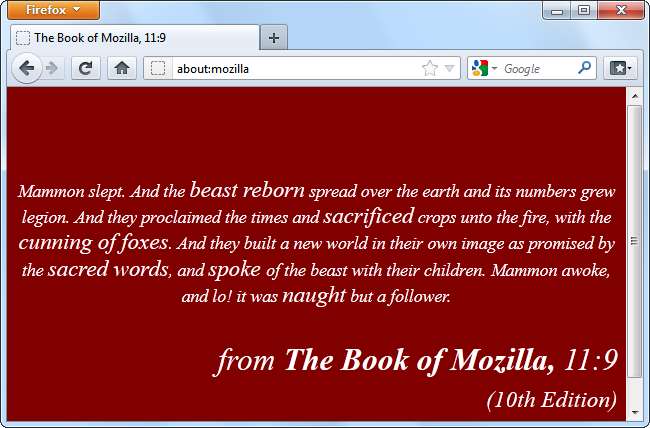 Firefox
The Book of Mozilla, 11:9
about:mozilla
Google
Mammon slept. And the beast reborn spread over the earth and its numbers grew
legion. And they proclaimed the times and sacrificed crops unto the fire, with the
cunning of foxes. And they built a new world in their own image as promised by
the sacred words, and spoke of the beast with their children. Mammon awoke,
and lo! it was naught but a follower.
from The Book of Mozilla, 11:9
(10th Edition)